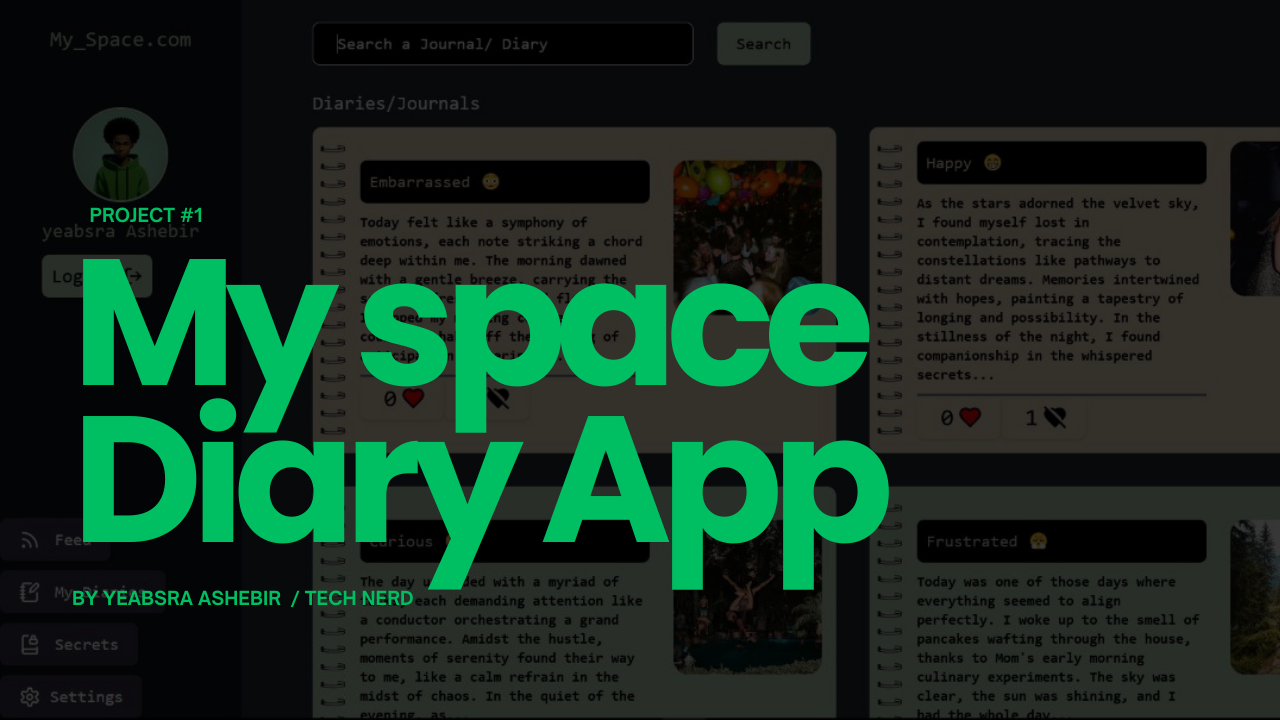 My_Space.com
Search a Journal/ Diary
Search
Diaries/Journals
PROJECT #1
yeabsra Ashebir
Log
My space
Diary App
BY YEABSRA ASHEBIR / TECH NERD
Feed
My
Secrets
Settings
Embarrassed 😳
Today felt like a symphony of
emotions, each note striking a chord
deep within me. The morning dawned
with a gentle breeze, carrying the
off the of
0
Happy 😁
As the stars adorned the velvet sky,
I found myself lost in
contemplation, tracing the
constellations like pathways to
distant dreams. Memories intertwined
with hopes, painting a tapestry of
longing and possibility. In the
stillness of the night, I found
companionship in the whispered
secrets...
0 1
Curious
The day with a myriad of
each demanding attention like
a conductor orchestrating a grand
performance. Amidst the hustle,
moments of serenity found their way
to me, like a calm refrain in the
midst of chaos. In the quiet of the
evening, as...
Frustrated 😤
Today was one of those days where
everything seemed to align
perfectly. I woke up to the smell of
pancakes wafting through the house,
thanks to Mom's early morning
culinary experiments. The sky was
clear, the sun was shining, and I
had the whole day...